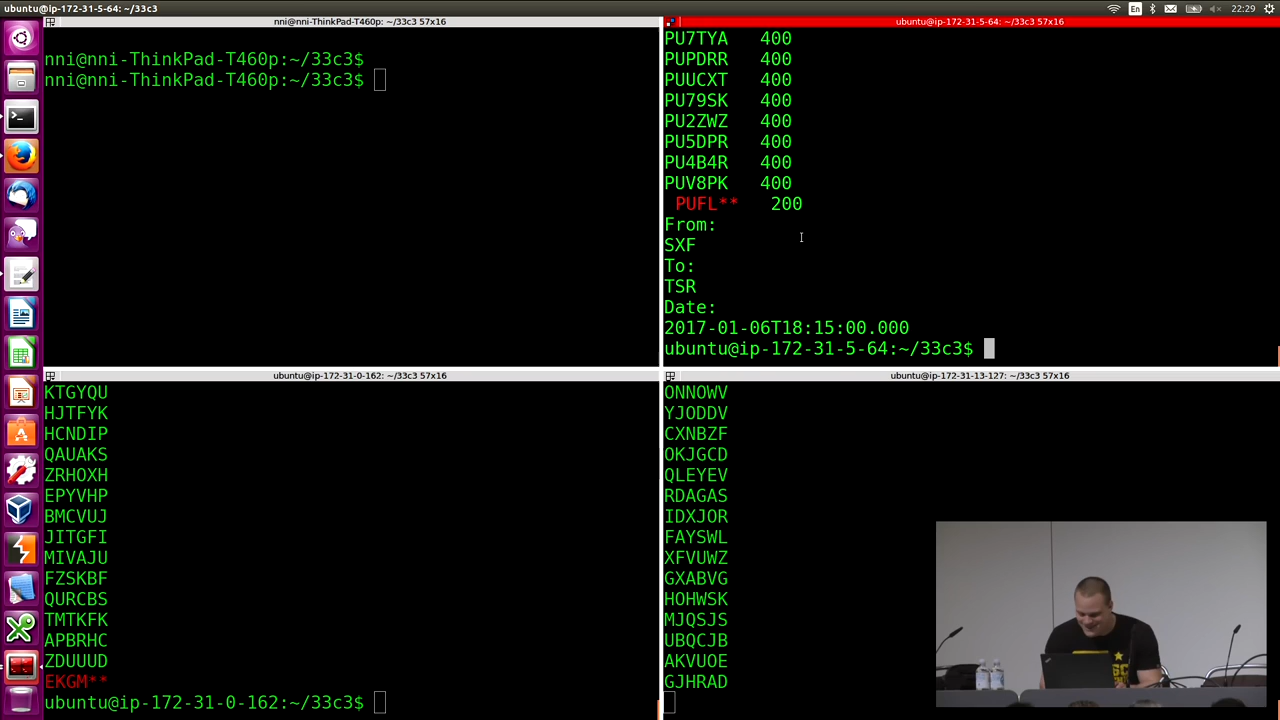 ubuntu@ip-172-31-5-64: ~/33c3
En
22:29
nni@nni-ThinkPad-T460p: ~/33c3 57x16
nni@nni-ThinkPad-T460p:~/33c3$
nni@nni-ThinkPad-T460p:~/33c3$
ubuntu@ip-172-31-5-64: ~/33c3 57x16
PU7TYA 400
PUPDRR 400
PUUCXT 400
PU79SK 400
PU2ZWZ 400
PU5DPR 400
PU4B4R 400
PUV8PK 400
PUFL** 200
From:
SXF
To:
TSR
Date:
2017-01-06T18:15:00.000
ubuntu@ip-172-31-5-64:~/33c3$
ubuntu@ip-172-31-0-162: ~/33c3 57x16
KTGYQU
HJTFYK
HCNDIP
QAUAKS
ZRHOXH
EPYVHP
BMCVUJ
JITGFI
MIVAJU
FZSKBF
QURCBS
TMTKFK
APBRHC
ZDUUUD
EKGM**
ubuntu@ip-172-31-0-162:~/33c3$
ubuntu@ip-172-31-13-127: ~/33c3 57x16
ONNOWV
YJODDV
CXNBZF
OKJGCD
QLEYEV
RDAGAS
IDXJOR
FAYSWL
XFVUWZ
GXABVG
HOHWSK
MJQSJS
UBQCJB
AKVUOE
GJHRAD